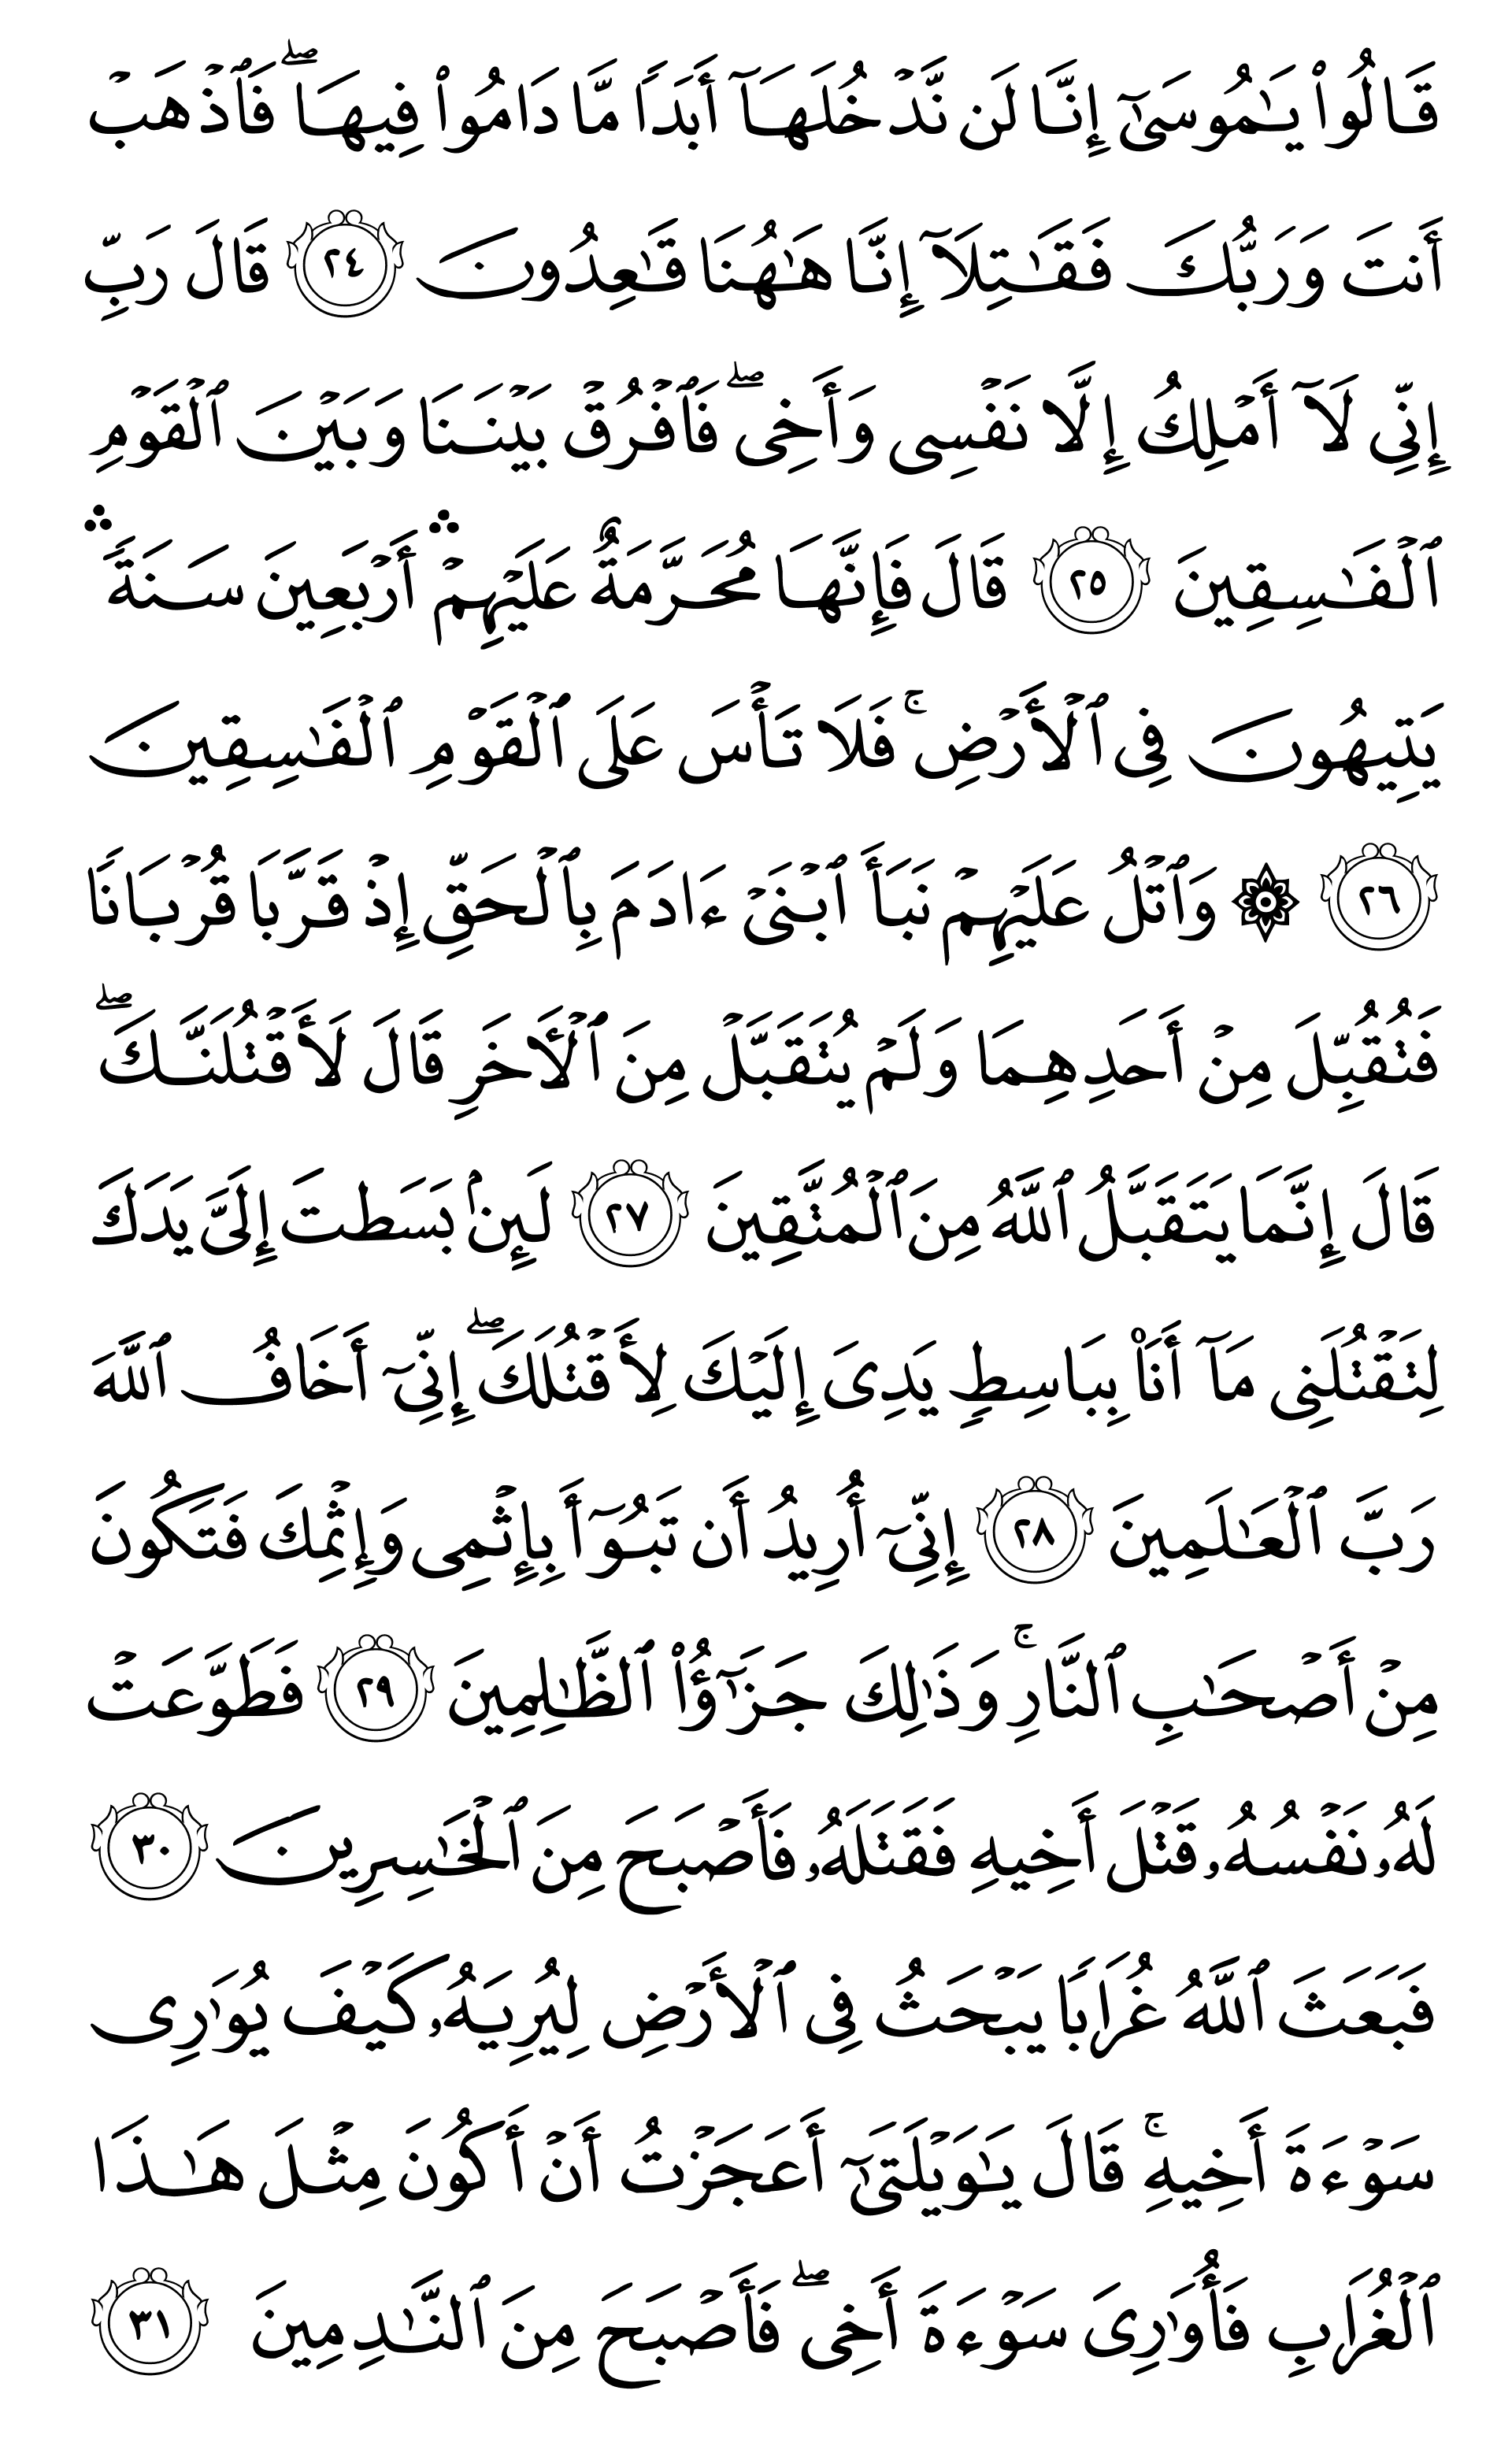 قَالُوا۟ يَـٰمُوسَىٰٓ إِنَّا لَن نَّدْخُلَهَآ أَبَدًا مَّا دَامُوا۟ فِيهَا ۖ فَٱذْهَبْ
أَنتَ وَرَبُّكَ فَقَـٰتِلَآ إِنَّا هَـٰهُنَا قَـٰعِدُونَ ٢٤ قَالَ رَبِّ
إِنِّى لَآ أَمْلِكُ إِلَّا نَفْسِى وَأَخِى ۖ فَٱفْرُقْ بَيْنَنَا وَبَيْنَ ٱلْقَوْمِ
ٱلْفَـٰسِقِينَ ٢٥ قَالَ فَإِنَّهَا مُحَرَّمَةٌ عَلَيْهِمْ ۛ أَرْبَعِينَ سَنَةً ۛ
يَتِيهُونَ فِى ٱلْأَرْضِ ۚ فَلَا تَأْسَ عَلَى ٱلْقَوْمِ ٱلْفَـٰسِقِينَ
٢٦ ۞ وَٱتْلُ عَلَيْهِمْ نَبَأَ ٱبْنَىْ ءَادَمَ بِٱلْحَقِّ إِذْ قَرَّبَا قُرْبَانًا
فَتُقُبِّلَ مِنْ أَحَدِهِمَا وَلَمْ يُتَقَبَّلْ مِنَ ٱلْـَٔاخَرِ قَالَ لَأَقْتُلَنَّكَ ۖ
قَالَ إِنَّمَا يَتَقَبَّلُ ٱللَّهُ مِنَ ٱلْمُتَّقِينَ ٢٧ لَئِنۢ بَسَطتَ إِلَىَّ يَدَكَ
لِتَقْتُلَنِى مَآ أَنَا۠ بِبَاسِطٍ يَدِىَ إِلَيْكَ لِأَقْتُلَكَ ۖ إِنِّىٓ أَخَافُ ٱللَّهَ
رَبَّ ٱلْعَـٰلَمِينَ ٢٨ إِنِّىٓ أُرِيدُ أَن تَبُوٓأَ بِإِثْمِى وَإِثْمِكَ فَتَكُونَ
مِنْ أَصْحَـٰبِ ٱلنَّارِ ۚ وَذَٰلِكَ جَزَٰٓؤُا۟ ٱلظَّـٰلِمِينَ ٢٩ فَطَوَّعَتْ
لَهُۥ نَفْسُهُۥ قَتْلَ أَخِيهِ فَقَتَلَهُۥ فَأَصْبَحَ مِنَ ٱلْخَـٰسِرِينَ ٣٠
فَبَعَثَ ٱللَّهُ غُرَابًا يَبْحَثُ فِى ٱلْأَرْضِ لِيُرِيَهُۥ كَيْفَ يُوَٰرِى
سَوْءَةَ أَخِيهِ ۚ قَالَ يَـٰوَيْلَتَىٰٓ أَعَجَزْتُ أَنْ أَكُونَ مِثْلَ هَـٰذَا
ٱلْغُرَابِ فَأُوَٰرِىَ سَوْءَةَ أَخِى ۖ فَأَصْبَحَ مِنَ ٱلنَّـٰدِمِينَ ٣١